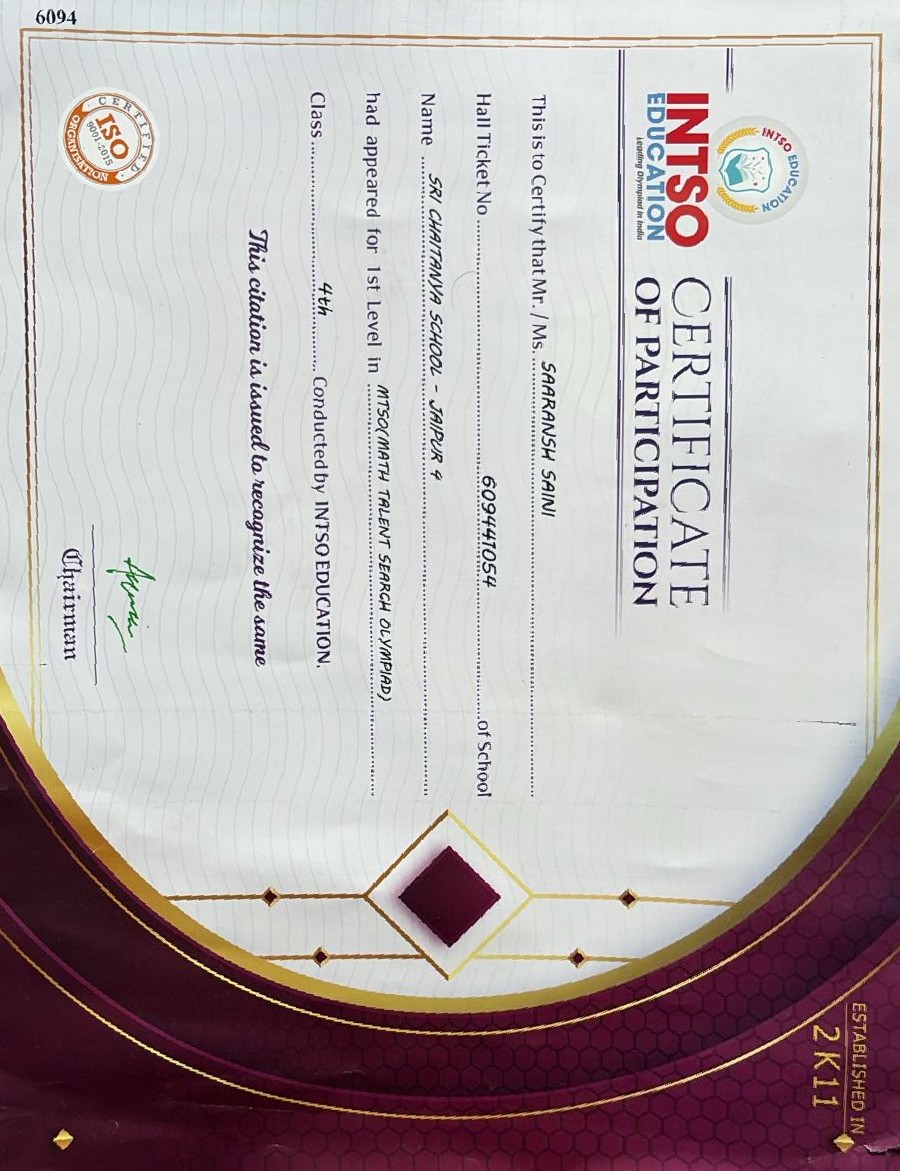 ESTABLISHED IN
2K11
INTSO EDUCATION
INTSO
EDUCATION
Leading Olympiad in India
CERTIFICATE
OF PARTICIPATION
This is to Certify that Mr. / Ms. SAARANSH SAINI
Hall Ticket No 609441054 of School
Name SRI CHAITANYA SCHOOL - JAIPUR 4
had appeared for 1st Level in MTSO(MATH TALENT SEARCH OLYMPIAD)
Class 4th Conducted by INTSO EDUCATION.
This citation is issued to recognize the same
CERTIFIED
ISO
9001-2015
ORGANISATION
Chairman
6094